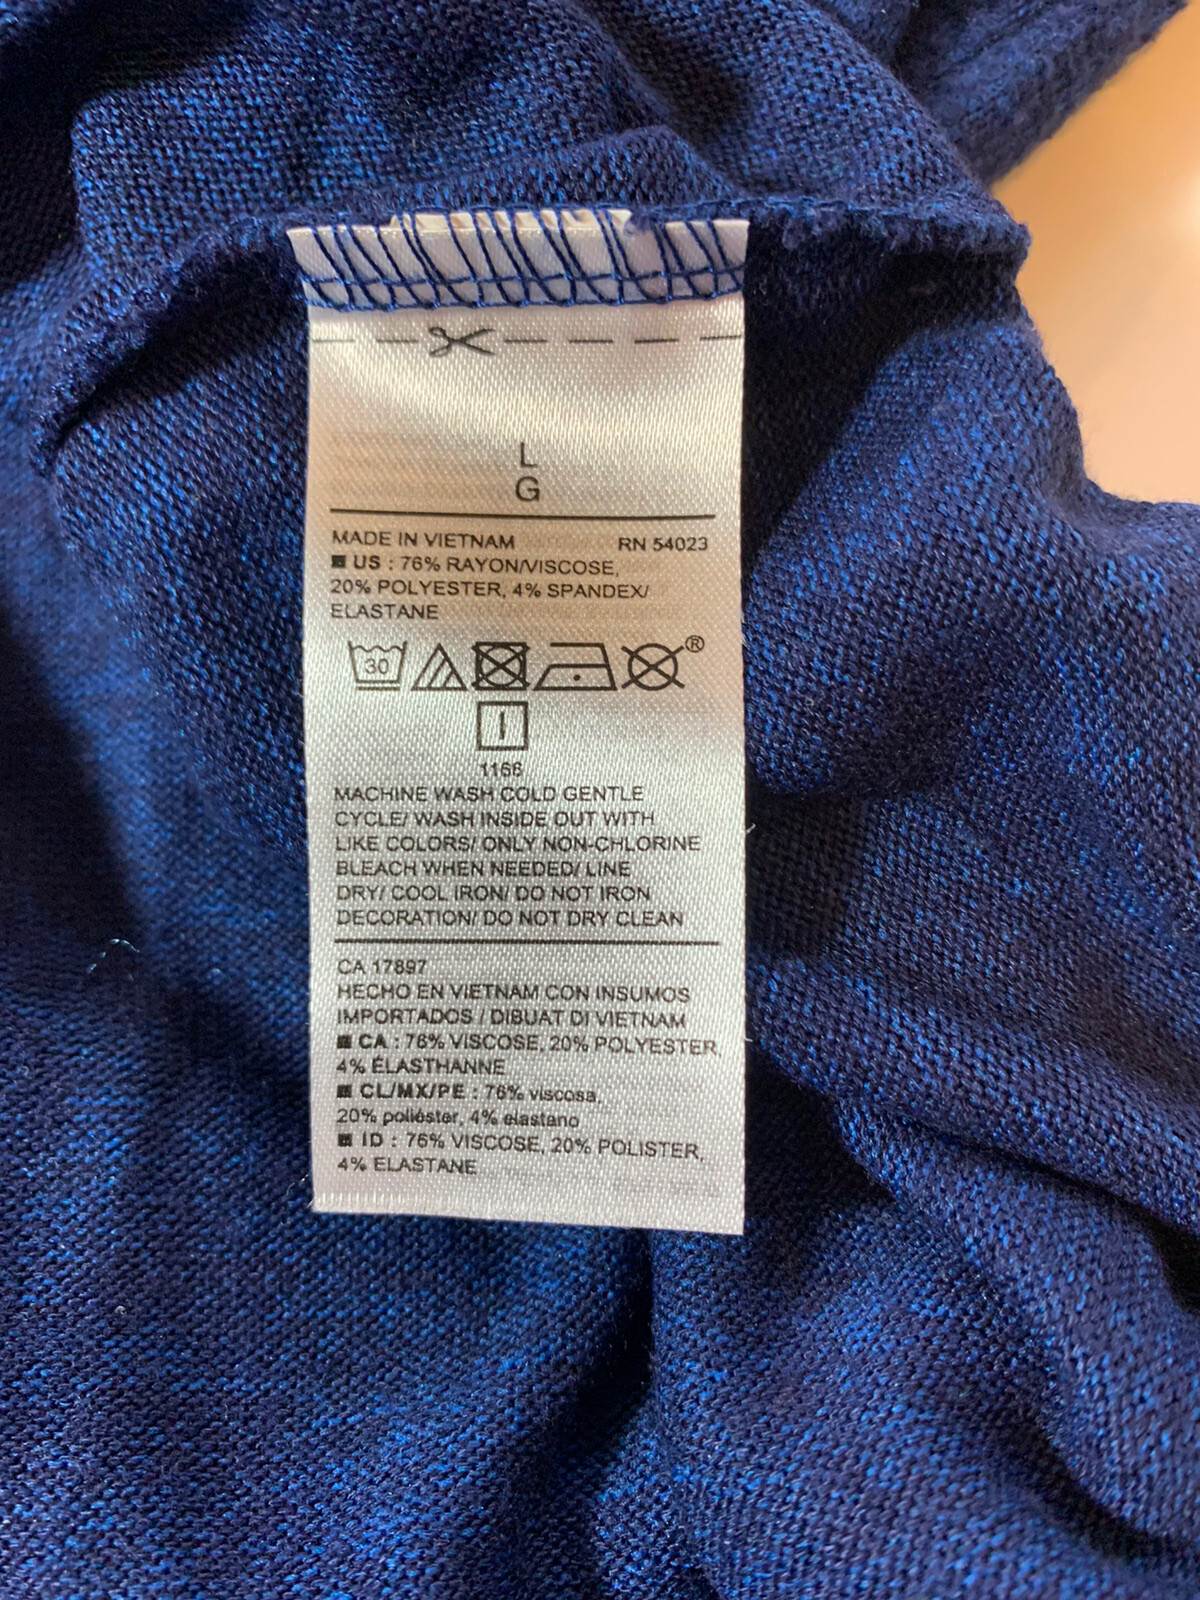 L
G
MADE IN VIETNAM RN 54023
US : 76% RAYON/VISCOSE,
20% POLYESTER, 4% SPANDEX/
ELASTANE
30
®
1166
MACHINE WASH COLD GENTLE
CYCLE/ WASH INSIDE OUT WITH
LIKE COLORS/ ONLY NON-CHLORINE
BLEACH WHEN NEEDED/ LINE
DRY/ COOL IRON/ DO NOT IRON
DECORATION/ DO NOT DRY CLEAN
CA 17897
HECHO EN VIETNAM CON INSUMOS
IMPORTADOS / DIBUAT DI VIETNAM
CA : 76% VISCOSE, 20% POLYESTER,
4% ÉLASTHANNE
CL/MX/PE : 76% viscosa,
20% poliéster, 4% elastano
ID : 76% VISCOSE, 20% POLISTER,
4% ELASTANE